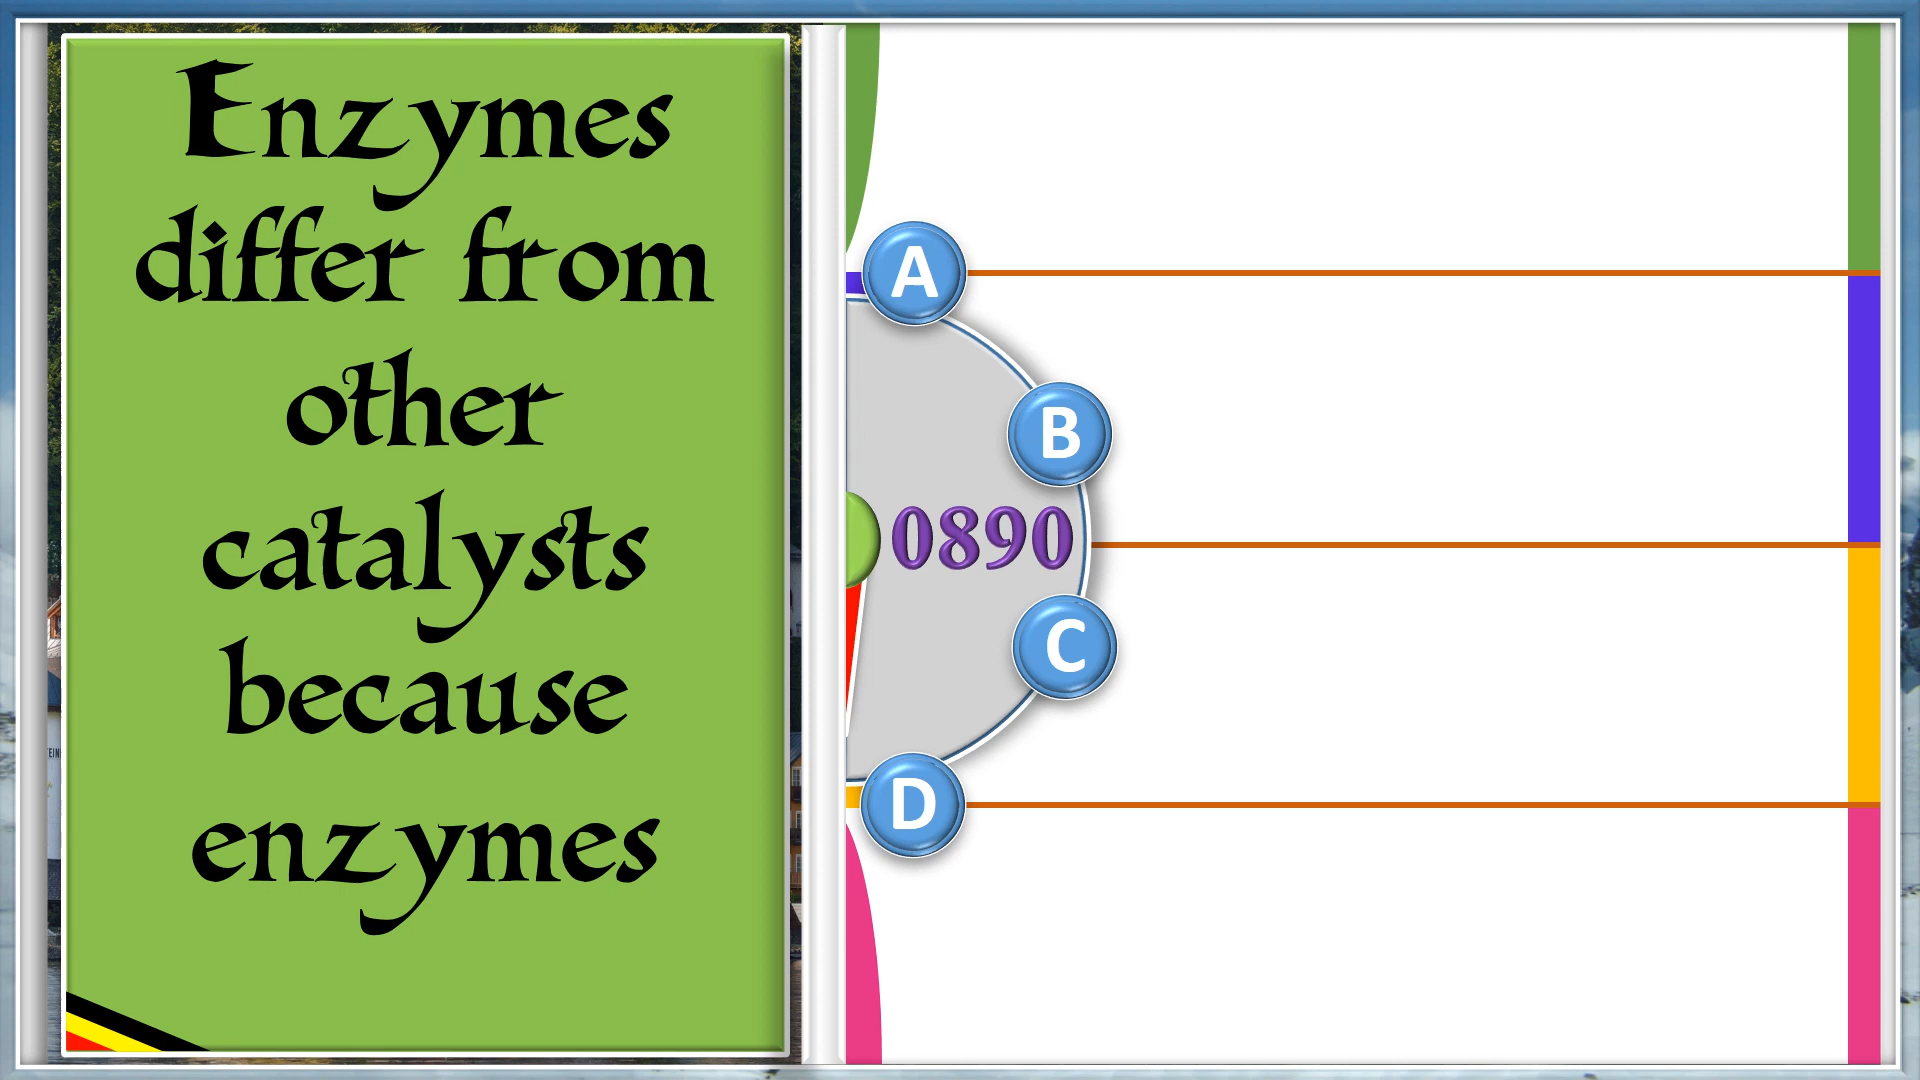 Enzymes
differ from
other
catalysts
because
enzymes
A
B
0890
C
D